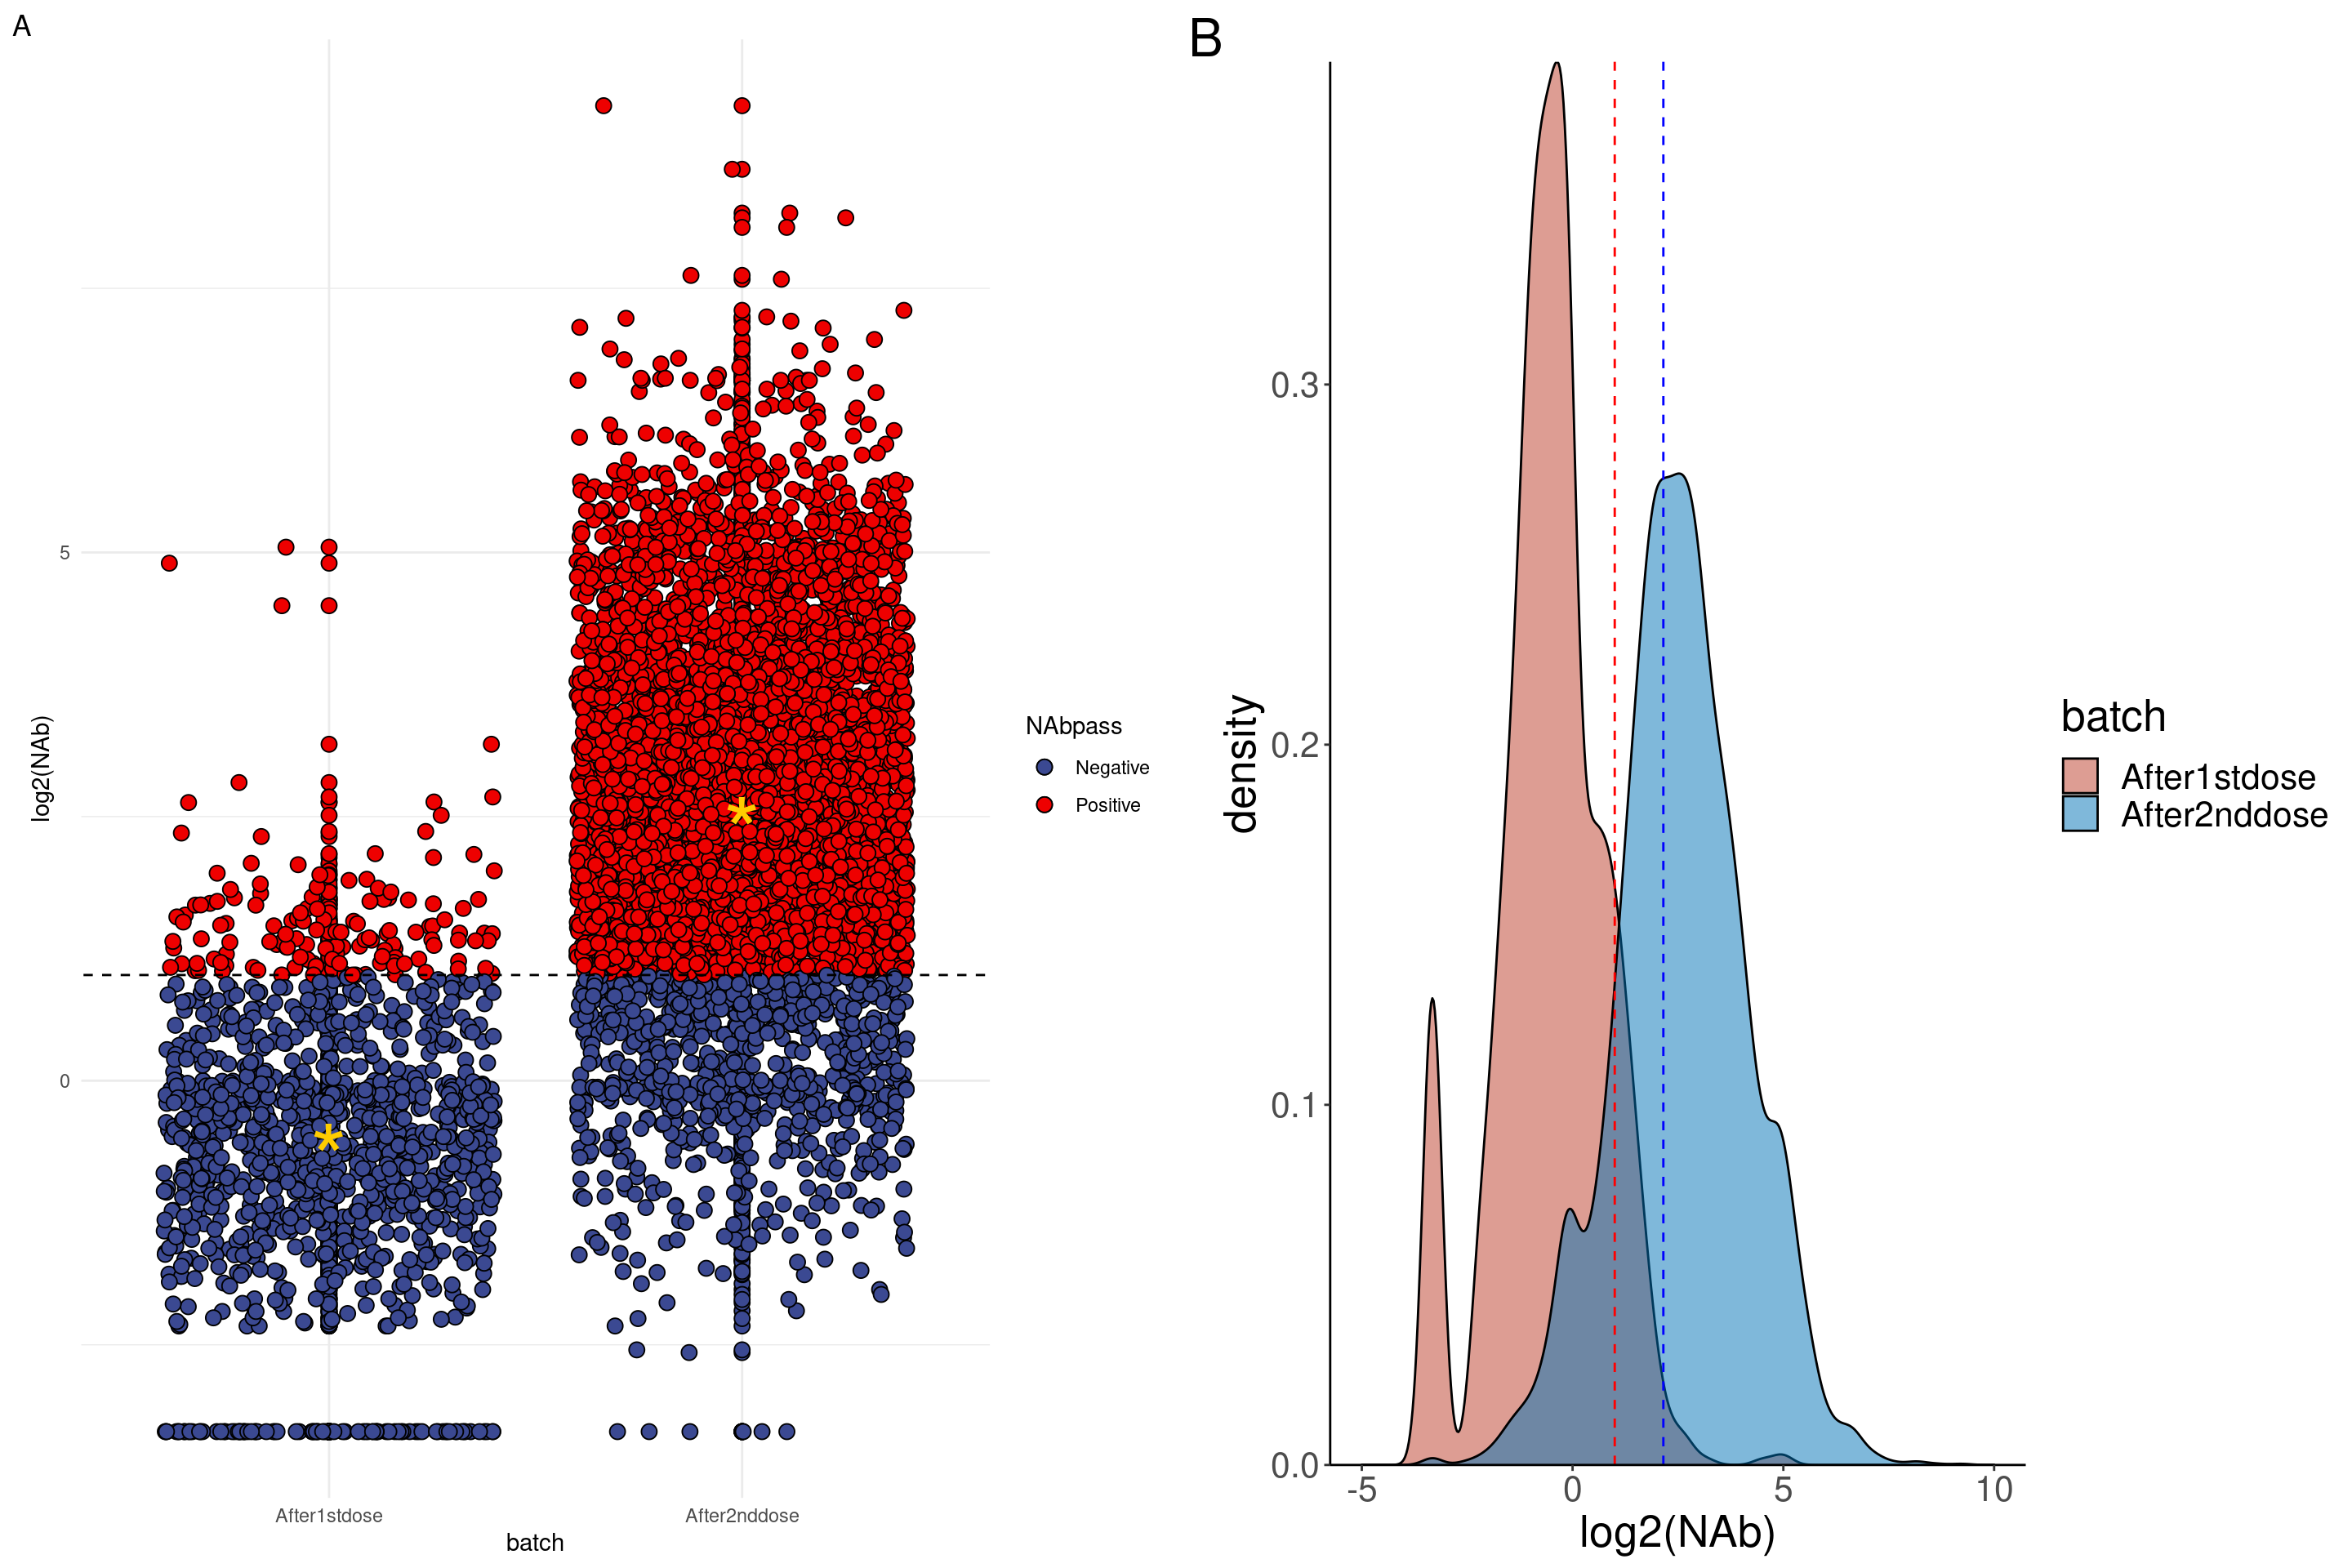 A
log2(NAb)
5
0
After1stdose
After2nddose
batch
NAbpass
Negative
Positive
B
density
0.3
0.2
0.1
0.0
-5
0
5
10
log2(NAb)
batch
After1stdose
After2nddose